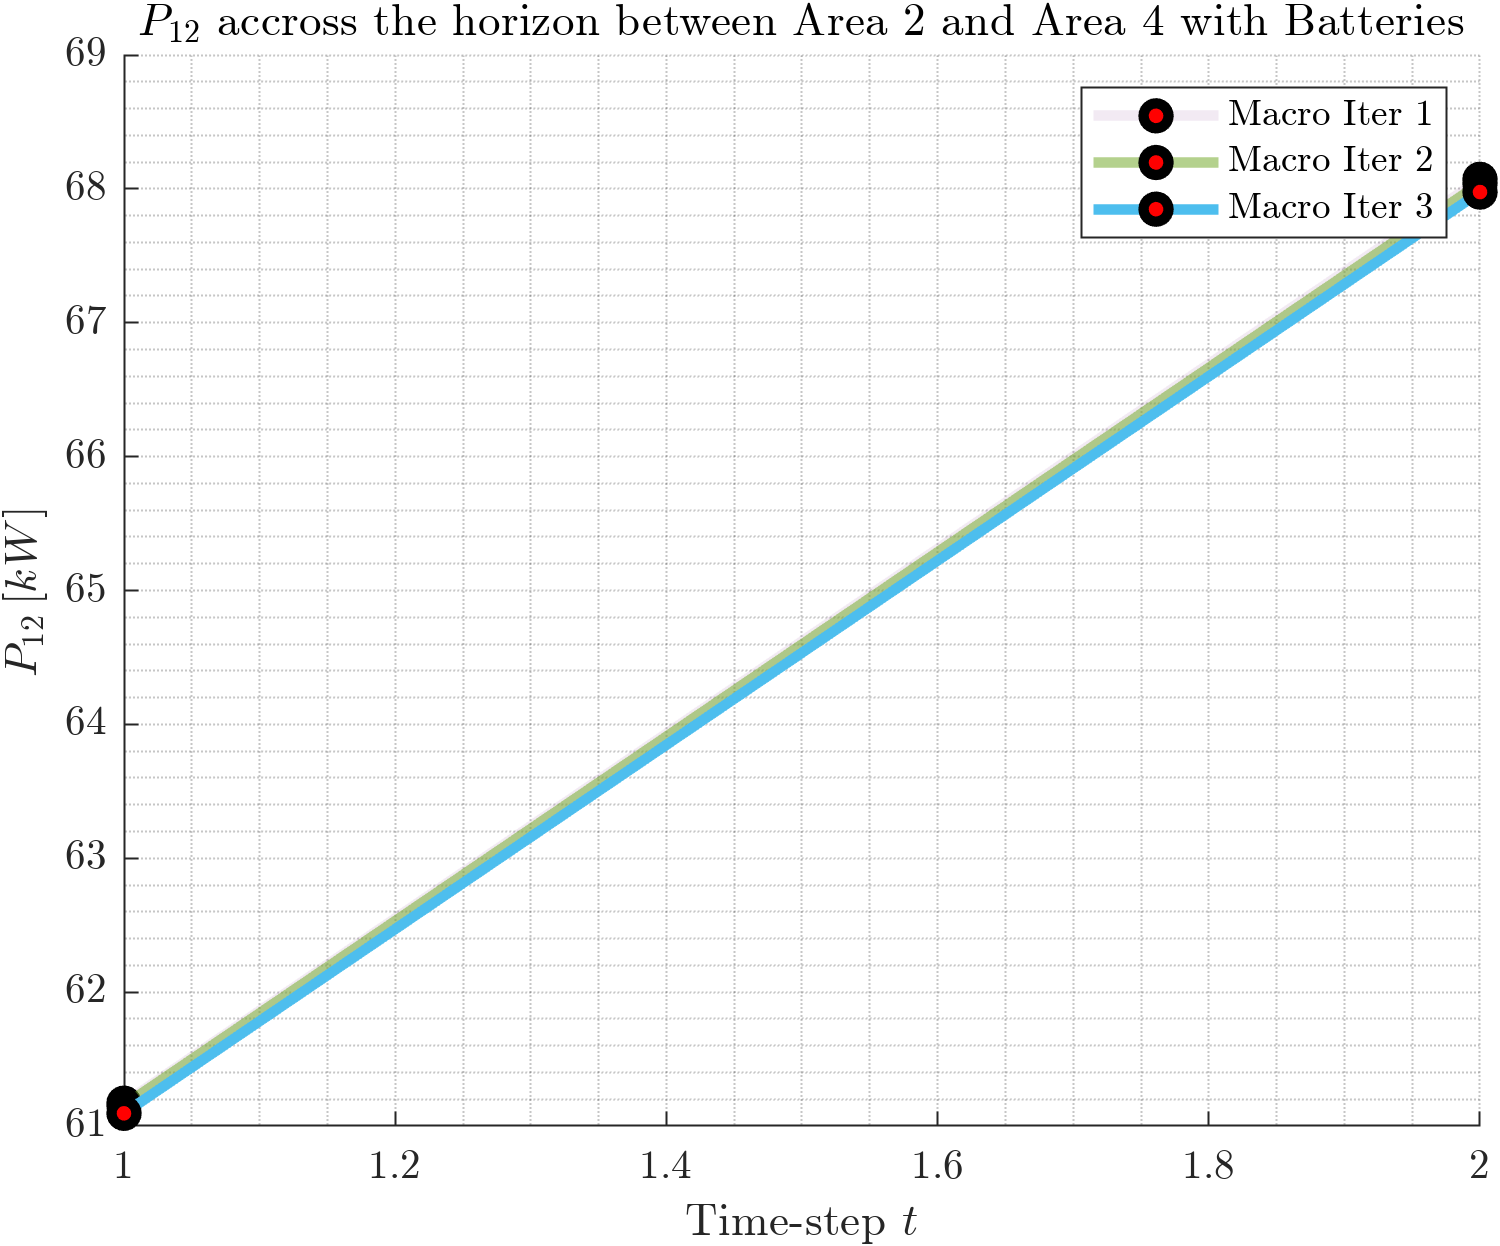 P12 accross the horizon between Area 2 and Area 4 with Batteries
69
68
67
66
65
64
63
62
61
P12 [kW]
Macro Iter 1
Macro Iter 2
Macro Iter 3
1 1.2 1.4 1.6 1.8 2
Time-step t